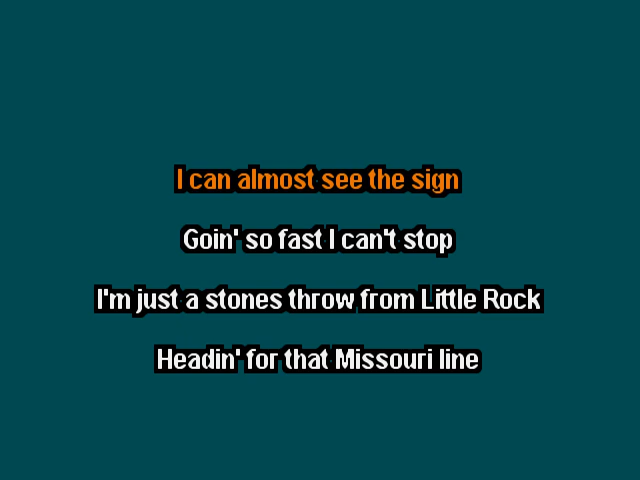 I can almost see the sign
Goin' so fast I can't stop
I'm just a stones throw from Little Rock
Headin' for that Missouri line